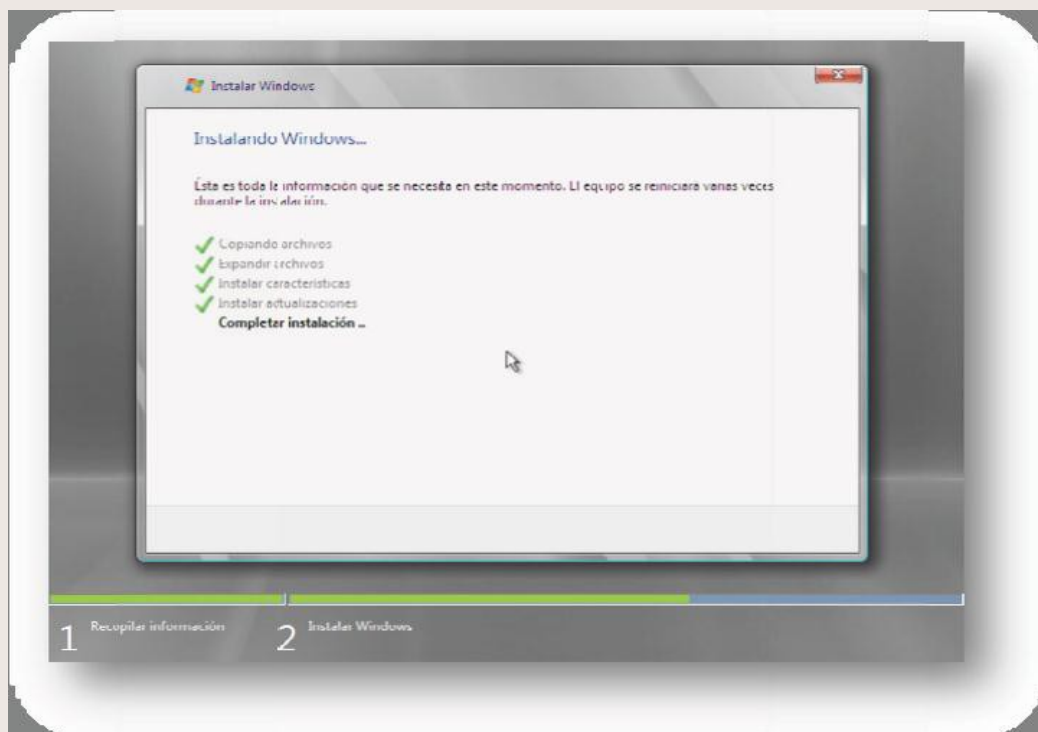 Instalar Windows
Instalando Windows...
Ésta es toda la información que se necesita en este momento. El equipo se reiniciará varias veces
durante la instalación.
Copiando archivos
Expandir archivos
Instalar características
Instalar actualizaciones
Completar instalación ...
1 Recopilar información 2 Instalar Windows